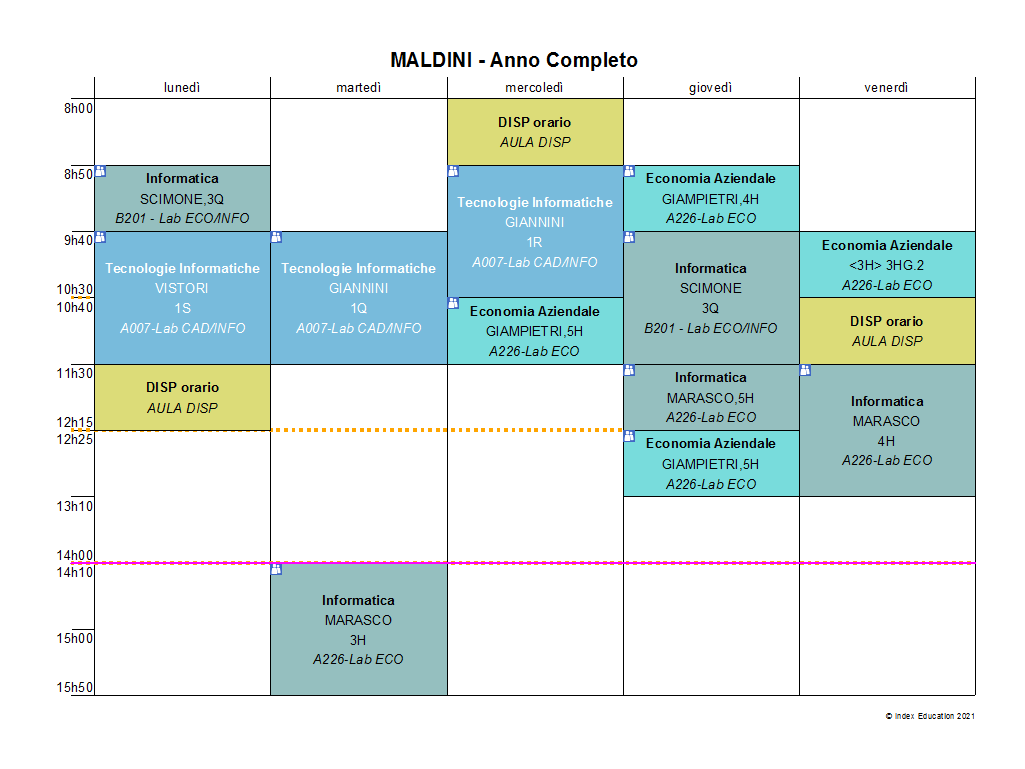 MALDINI - Anno Completo
lunedì
martedì
mercoledì
giovedì
venerdì
8h00
8h50
9h40
10h30
10h40
11h30
12h15
12h25
13h10
14h00
14h10
15h00
15h50
Informatica
SCIMONE,3Q
B201 - Lab ECO/INFO
Tecnologie Informatiche
VISTORI
1S
A007-Lab CAD/INFO
DISP orario
AULA DISP
Tecnologie Informatiche
GIANNINI
1Q
A007-Lab CAD/INFO
Informatica
MARASCO
3H
A226-Lab ECO
DISP orario
AULA DISP
Tecnologie Informatiche
GIANNINI
1R
A007-Lab CAD/INFO
Economia Aziendale
GIAMPIETRI,5H
A226-Lab ECO
Economia Aziendale
GIAMPIETRI,4H
A226-Lab ECO
Informatica
SCIMONE
3Q
B201 - Lab ECO/INFO
Informatica
MARASCO,5H
A226-Lab ECO
Economia Aziendale
GIAMPIETRI,5H
A226-Lab ECO
Economia Aziendale
<3H> 3HG.2
A226-Lab ECO
DISP orario
AULA DISP
Informatica
MARASCO
4H
A226-Lab ECO
© Index Education 2021